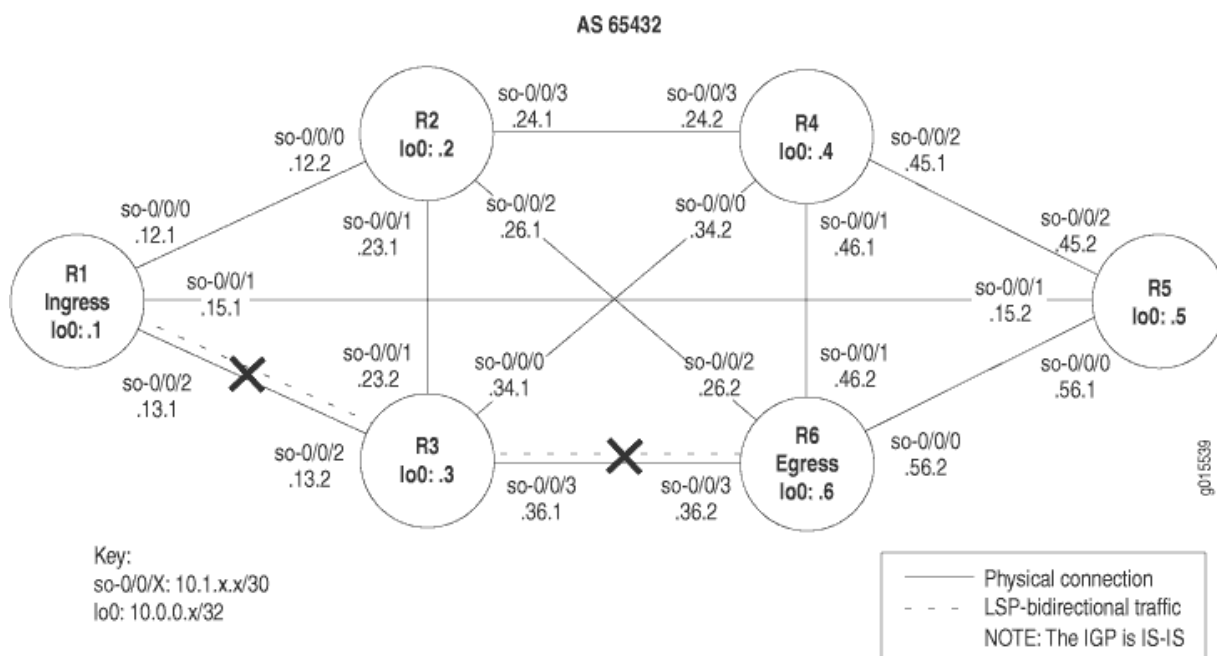 AS 65432
so-0/0/3
.24.1
so-0/0/3
.24.2
R2
lo0: .2
R4
lo0: .4
so-0/0/0
.12.2
so-0/0/2
.45.1
so-0/0/0
.12.1
so-0/0/1
.23.1
so-0/0/2
.26.1
so-0/0/0
.34.2
so-0/0/1
.46.1
so-0/0/2
.45.2
R1
Ingress
lo0: .1
so-0/0/1
.15.1
so-0/0/1
.15.2
R5
lo0: .5
so-0/0/2
.13.1
so-0/0/1
.23.2
so-0/0/0
.34.1
so-0/0/2
.26.2
so-0/0/1
.46.2
so-0/0/0
.56.1
so-0/0/2
.13.2
R3
lo0: .3
so-0/0/3
.36.1
so-0/0/3
.36.2
R6
Egress
lo0: .6
so-0/0/0
.56.2
g015539
Key:
so-0/0/X: 10.1.x.x/30
lo0: 10.0.0.x/32
Physical connection
LSP-bidirectional traffic
NOTE: The IGP is IS-IS